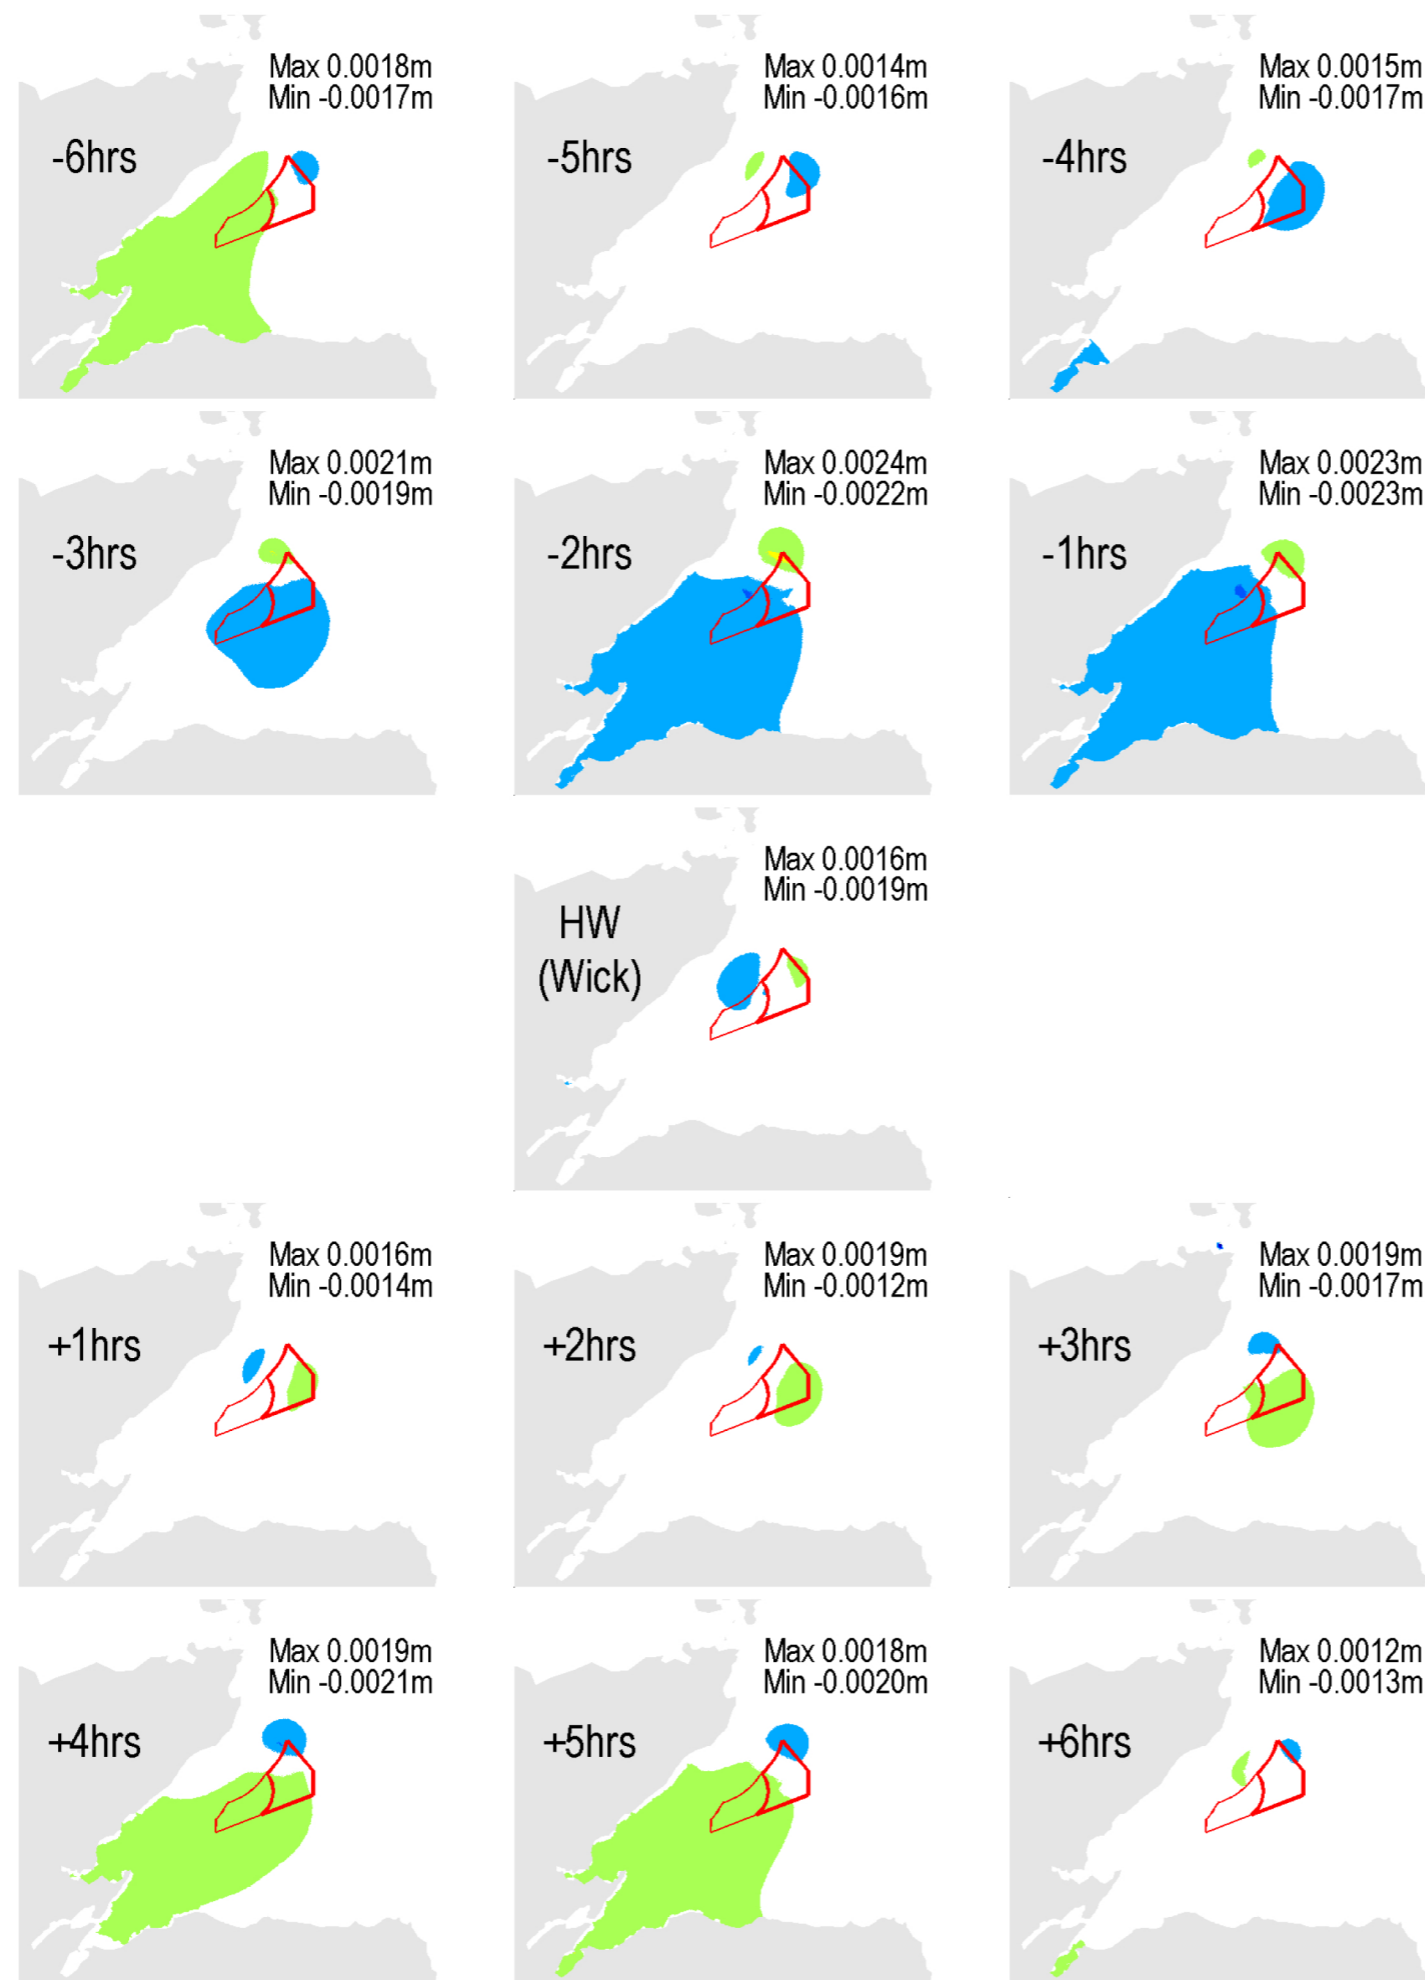 Max 0.0018m
Min -0.0017m
-6hrs
Max 0.0014m
Min -0.0016m
-5hrs
Max 0.0015m
Min -0.0017m
-4hrs
Max 0.0021m
Min -0.0019m
-3hrs
Max 0.0024m
Min -0.0022m
-2hrs
Max 0.0023m
Min -0.0023m
-1hrs
Max 0.0016m
Min -0.0019m
HW
(Wick)
Max 0.0016m
Min -0.0014m
+1hrs
Max 0.0019m
Min -0.0012m
+2hrs
Max 0.0019m
Min -0.0017m
+3hrs
Max 0.0019m
Min -0.0021m
+4hrs
Max 0.0018m
Min -0.0020m
+5hrs
Max 0.0012m
Min -0.0013m
+6hrs